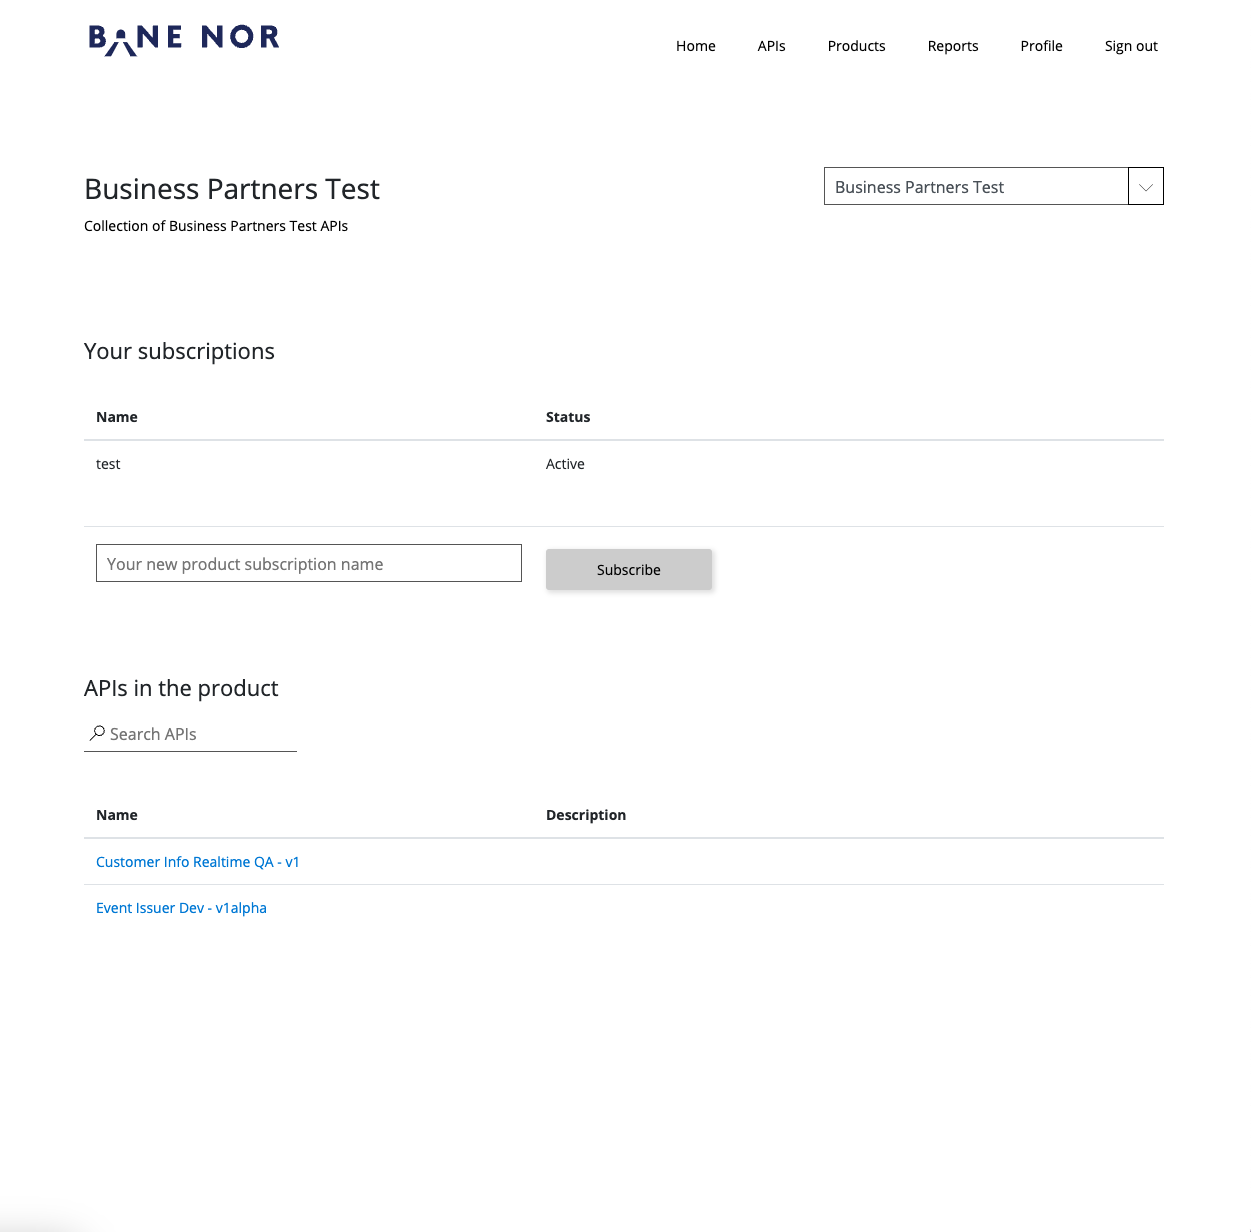 BANE NOR
Home APIs Products Reports Profile Sign out
Business Partners Test
Business Partners Test
Collection of Business Partners Test APIs
Your subscriptions
Name Status
test Active
Your new product subscription name Subscribe
APIs in the product
Search APIs
Name Description
Customer Info Realtime QA - v1
Event Issuer Dev - v1alpha